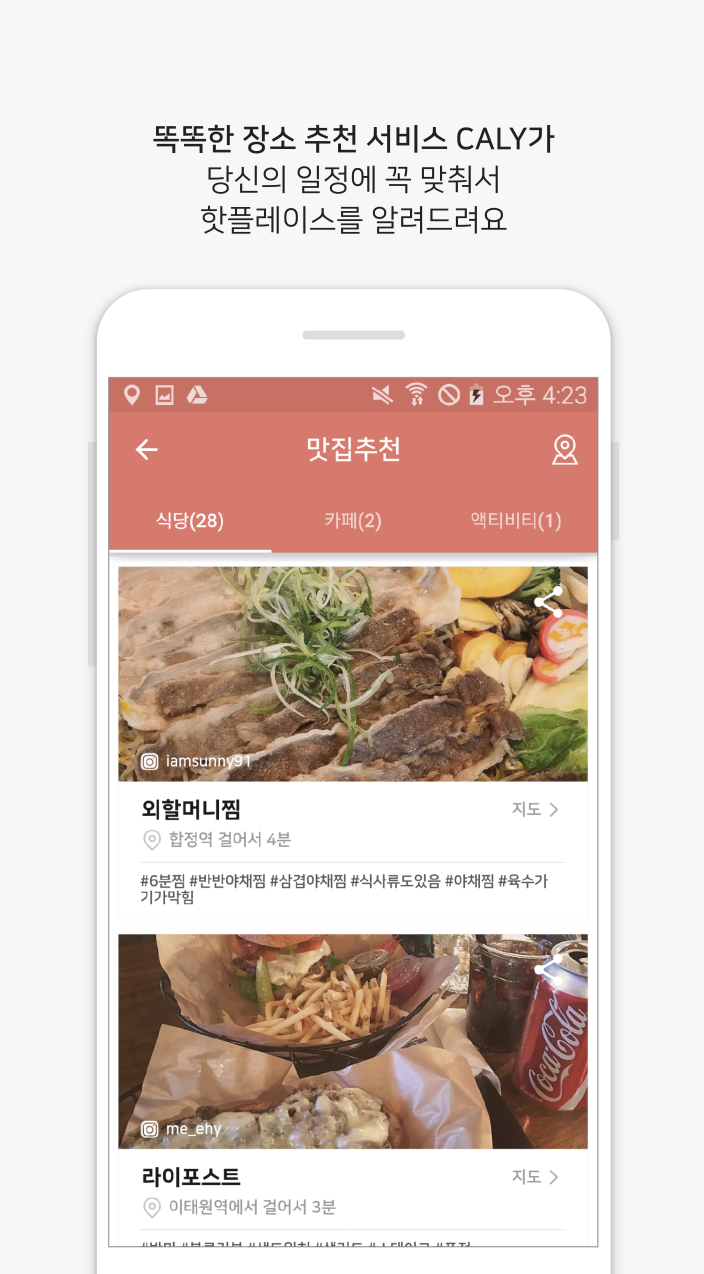 똑똑한 장소 추천 서비스 CALY가
당신의 일정에 꼭 맞춰서
핫플레이스를 알려드려요
오후 4:23
맛집추천
식당(28)
카페(2)
액티비티(1)
iamsunny91
외할머니찜
지도
합정역 걸어서 4분
#6분찜 #반반야채찜 #삼겹야채찜 #식사류도있음 #야채찜 #육수가
기가막힘
Coca-Cola
me_ehy
라이포스트
지도
이태원역에서 걸어서 3분